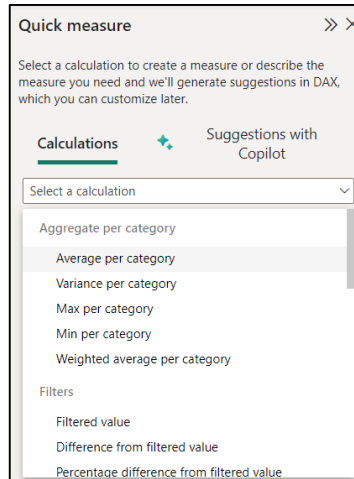 Quick measure
Select a calculation to create a measure or describe the
measure you need and we'll generate suggestions in DAX,
which you can customize later.
Calculations
Suggestions with
Copilot
Select a calculation
Aggregate per category
Average per category
Variance per category
Max per category
Min per category
Weighted average per category
Filters
Filtered value
Difference from filtered value
Percentage difference from filtered value